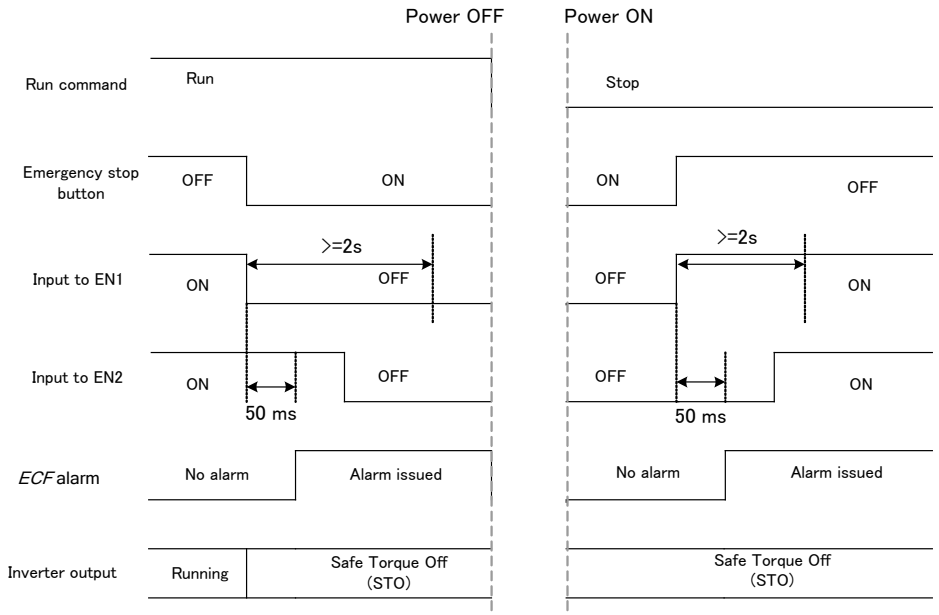 Power OFF
Power ON
Run command
Run
Stop
Emergency stop
button
OFF
ON
ON
OFF
>=2s
>=2s
Input to EN1
ON
OFF
OFF
ON
Input to EN2
ON
OFF
OFF
ON
50 ms
50 ms
ECF alarm
No alarm
Alarm issued
No alarm
Alarm issued
Inverter output
Running
Safe Torque Off
(STO)
Safe Torque Off
(STO)